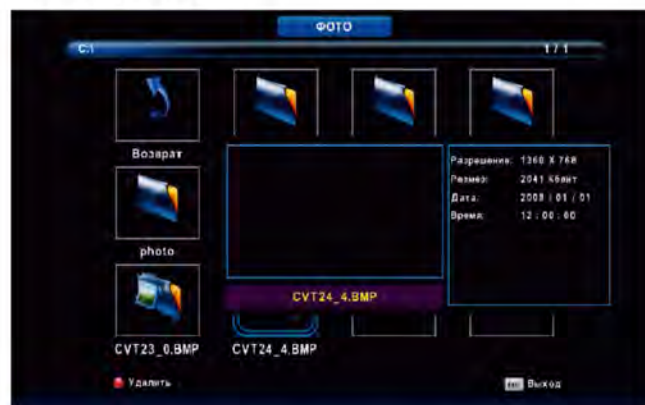 ФОТО
C:\ 1 / 1
Возврат
Разрешение: 1360 X 768
Размер: 2041 Кбайт
Дата: 2008 / 01 / 01
Время: 12 : 00 : 00
photo
CVT24_4.BMP
CVT23_0.BMP CVT24_4.BMP
Удалить Выход